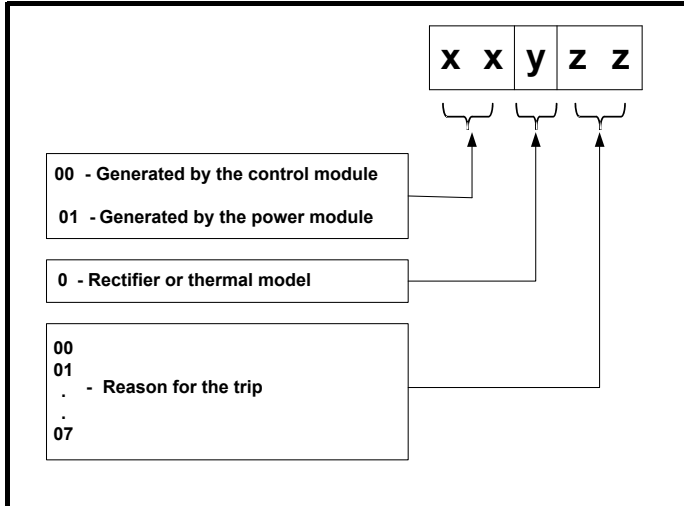 x x y z z
00 - Generated by the control module
01 - Generated by the power module
0 - Rectifier or thermal model
00
01
- Reason for the trip
.
.
07